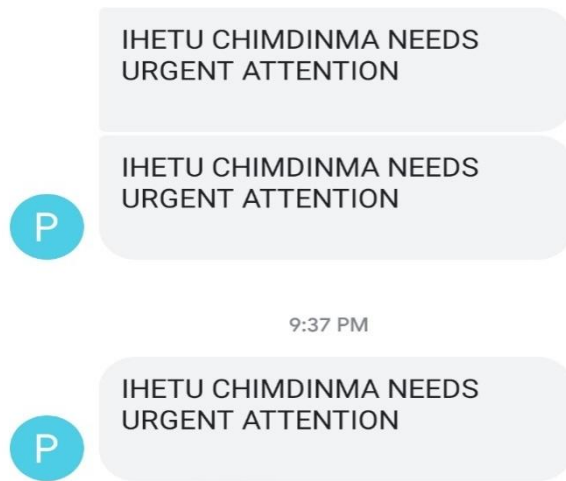 IHETU CHIMDINMA NEEDS
URGENT ATTENTION
IHETU CHIMDINMA NEEDS
URGENT ATTENTION
P
9:37 PM
IHETU CHIMDINMA NEEDS
URGENT ATTENTION
P